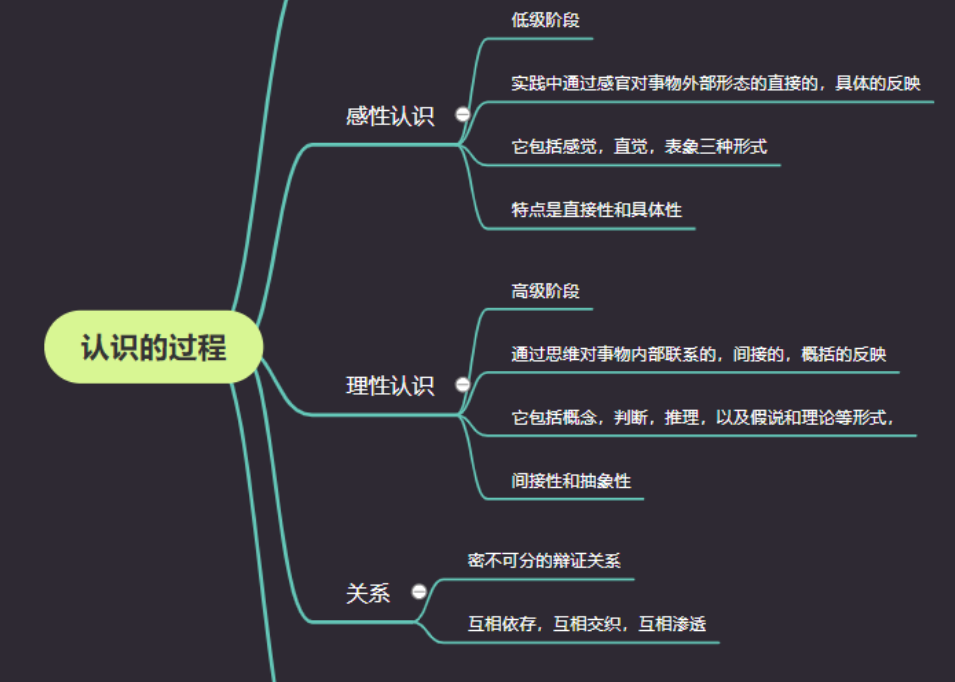 认识的过程
感性认识
低级阶段
实践中通过感官对事物外部形态的直接的，具体的反映
它包括感觉，直觉，表象三种形式
特点是直接性和具体性
理性认识
高级阶段
通过思维对事物内部联系的，间接的，概括的反映
它包括概念，判断，推理，以及假说和理论等形式，
间接性和抽象性
关系
密不可分的辩证关系
互相依存，互相交织，互相渗透